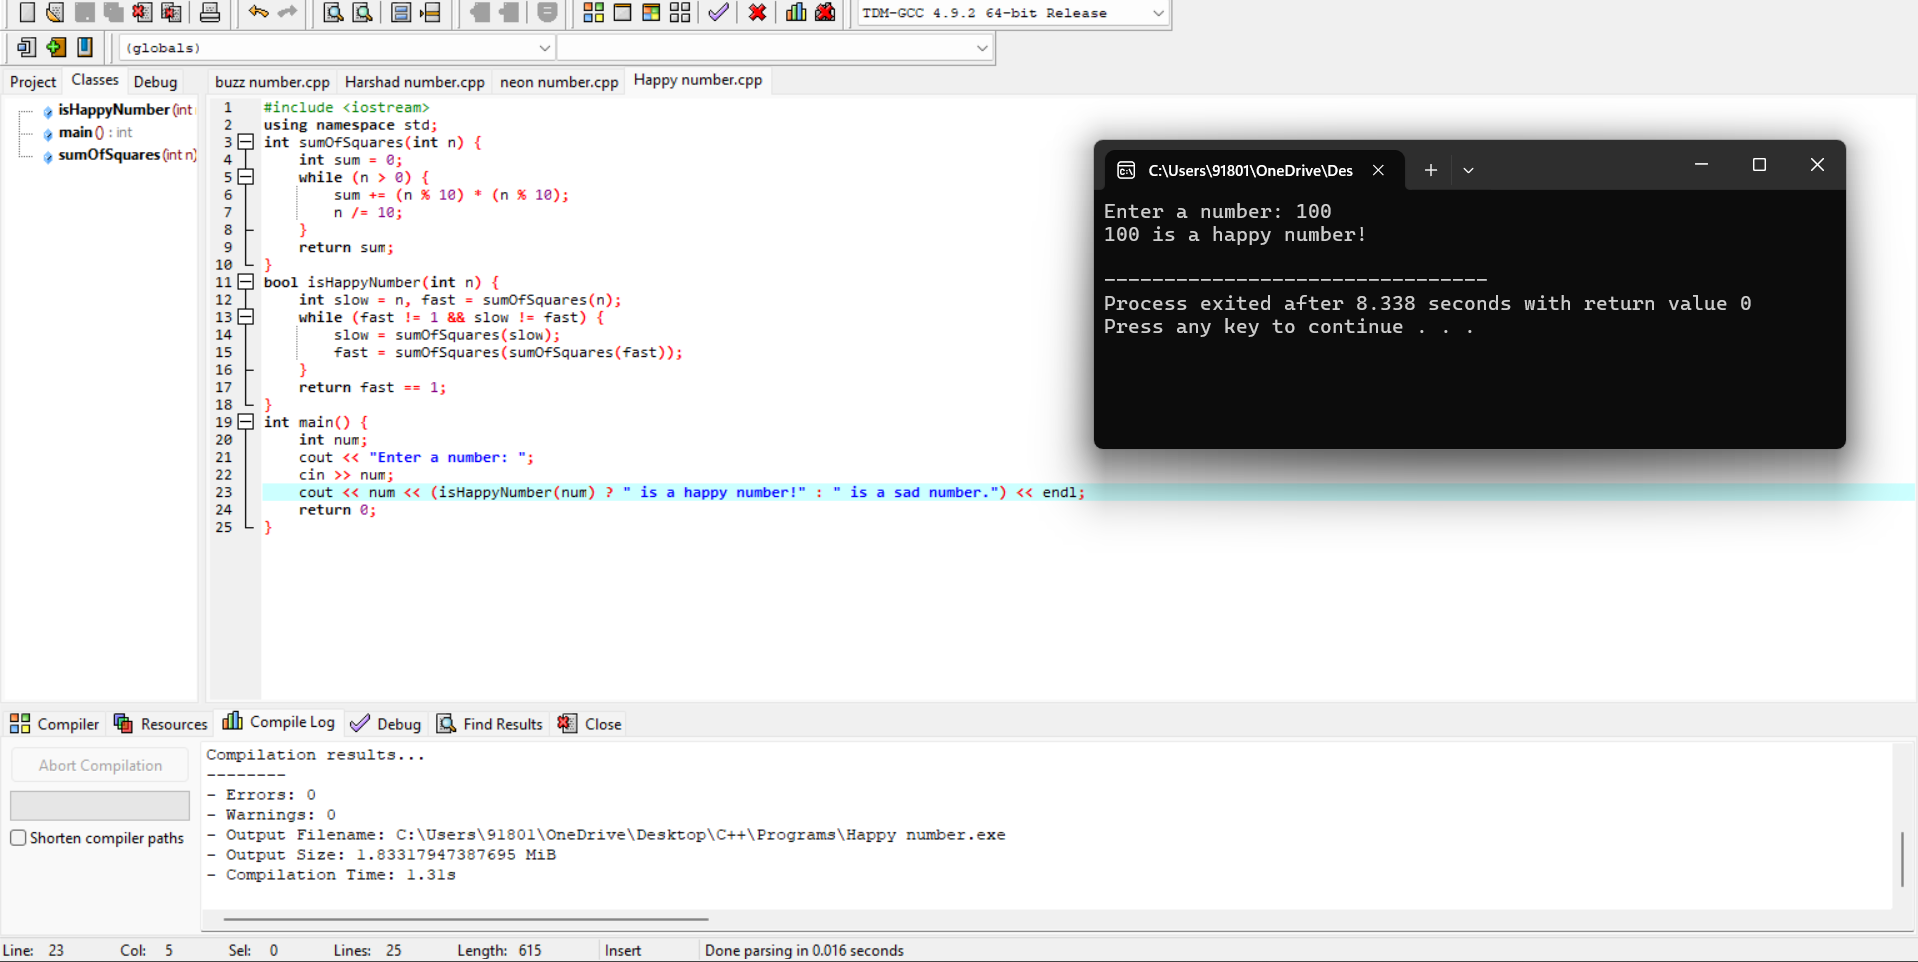 TDM-GCC 4.9.2 64-bit Release
(globals)
Project Classes Debug
buzz number.cpp Harshad number.cpp neon number.cpp Happy number.cpp
isHappyNumber (int
main () : int
sumOfSquares (int n)
1 #include <iostream>
2 using namespace std;
3 int sumOfSquares(int n) {
4 int sum = 0;
5 while (n > 0) {
6 sum += (n % 10) * (n % 10);
7 n /= 10;
8 }
9 return sum;
10 }
11 bool isHappyNumber(int n) {
12 int slow = n, fast = sumOfSquares(n);
13 while (fast != 1 && slow != fast) {
14 slow = sumOfSquares(slow);
15 fast = sumOfSquares(sumOfSquares(fast));
16 }
17 return fast == 1;
18 }
19 int main() {
20 int num;
21 cout << "Enter a number: ";
22 cin >> num;
23 cout << num << (isHappyNumber(num) ? " is a happy number!" : " is a sad number.") << endl;
24 return 0;
25 }
C:\Users\91801\OneDrive\Des
Enter a number: 100
100 is a happy number!
--------------------------------
Process exited after 8.338 seconds with return value 0
Press any key to continue . . .
Compiler Resources Compile Log Debug Find Results Close
Abort Compilation
Shorten compiler paths
Compilation results...
--------
- Errors: 0
- Warnings: 0
- Output Filename: C:\Users\91801\OneDrive\Desktop\C++\Programs\Happy number.exe
- Output Size: 1.83317947387695 MiB
- Compilation Time: 1.31s
Line: 23 Col: 5 Sel: 0 Lines: 25 Length: 615 Insert Done parsing in 0.016 seconds